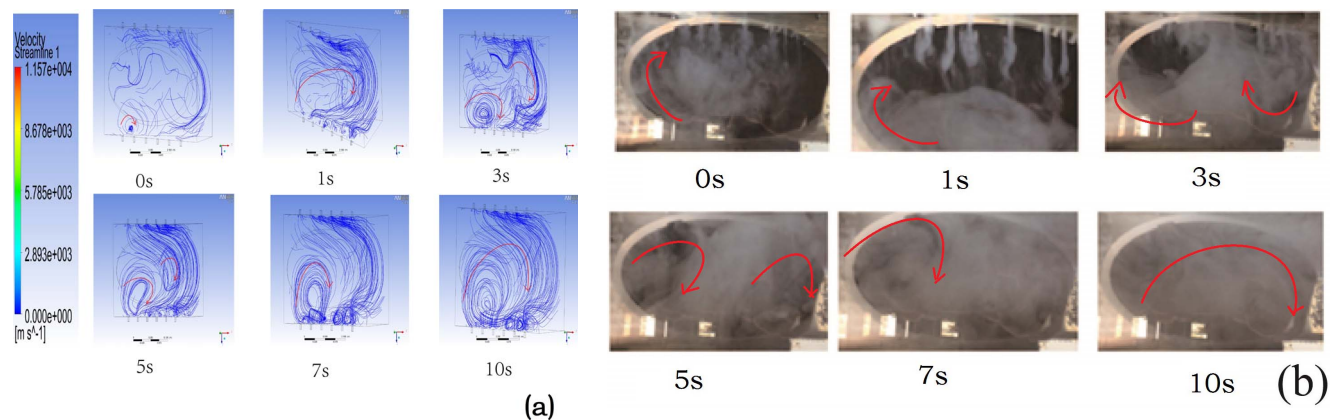 Velocity
Streamline 1
1.157e+004
8.678e+003
5.785e+003
2.893e+003
0.000e+000
[m s^-1]
0s
1s
3s
5s
7s
10s
(a)
0s
1s
3s
5s
7s
10s
(b)